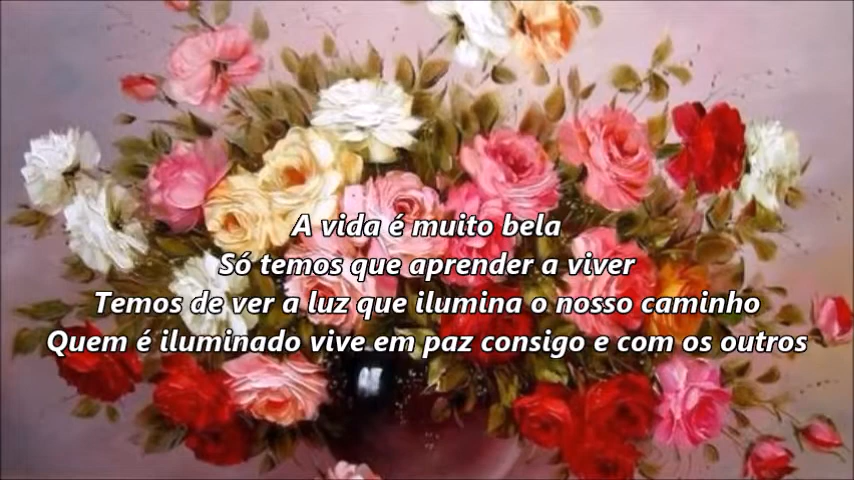 A vida é muito bela
Só temos que aprender a viver
Temos de ver a luz que ilumina o nosso caminho
Quem é iluminado vive em paz consigo e com os outros